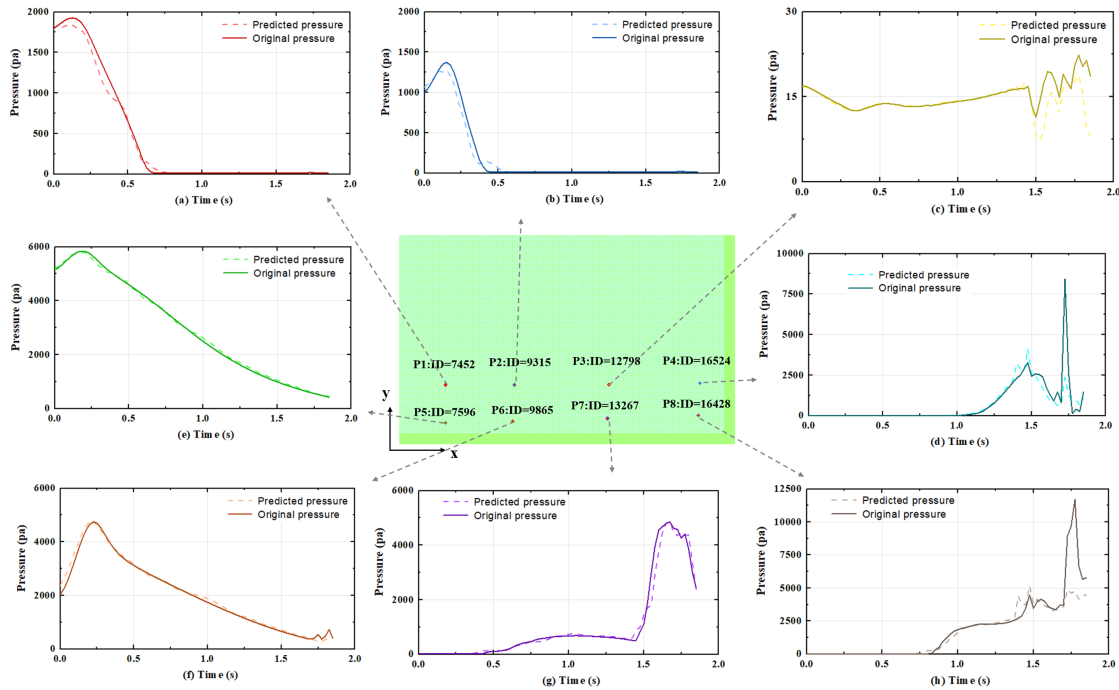 2000
1500
1000
500
0
Pressure (pa)
Predicted pressure
Original pressure
0.0 0.5 1.0 1.5 2.0
(a) Time (s)
2000
1500
1000
500
0
Pressure (pa)
Predicted pressure
Original pressure
0.0 0.5 1.0 1.5 2.0
(b) Time (s)
30
15
0
Pressure (pa)
Predicted pressure
Original pressure
0.0 0.5 1.0 1.5 2.0
(c) Time (s)
6000
4000
2000
0
Pressure (pa)
Predicted pressure
Original pressure
0.0 0.5 1.0 1.5 2.0
(e) Time (s)
P1:ID=7452 P2:ID=9315 P3:ID=12798 P4:ID=16524
P5:ID=7596 P6:ID=9865 P7:ID=13267 P8:ID=16428
y
x
10000
7500
5000
2500
0
Pressure (pa)
Predicted pressure
Original pressure
0.0 0.5 1.0 1.5 2.0
(d) Time (s)
6000
4000
2000
0
Pressure (pa)
Predicted pressure
Original pressure
0.0 0.5 1.0 1.5 2.0
(f) Time (s)
6000
4000
2000
0
Pressure (pa)
Predicted pressure
Original pressure
0.0 0.5 1.0 1.5 2.0
(g) Time (s)
12500
10000
7500
5000
2500
0
Pressure (pa)
Predicted pressure
Original pressure
0.0 0.5 1.0 1.5 2.0
(h) Time (s)